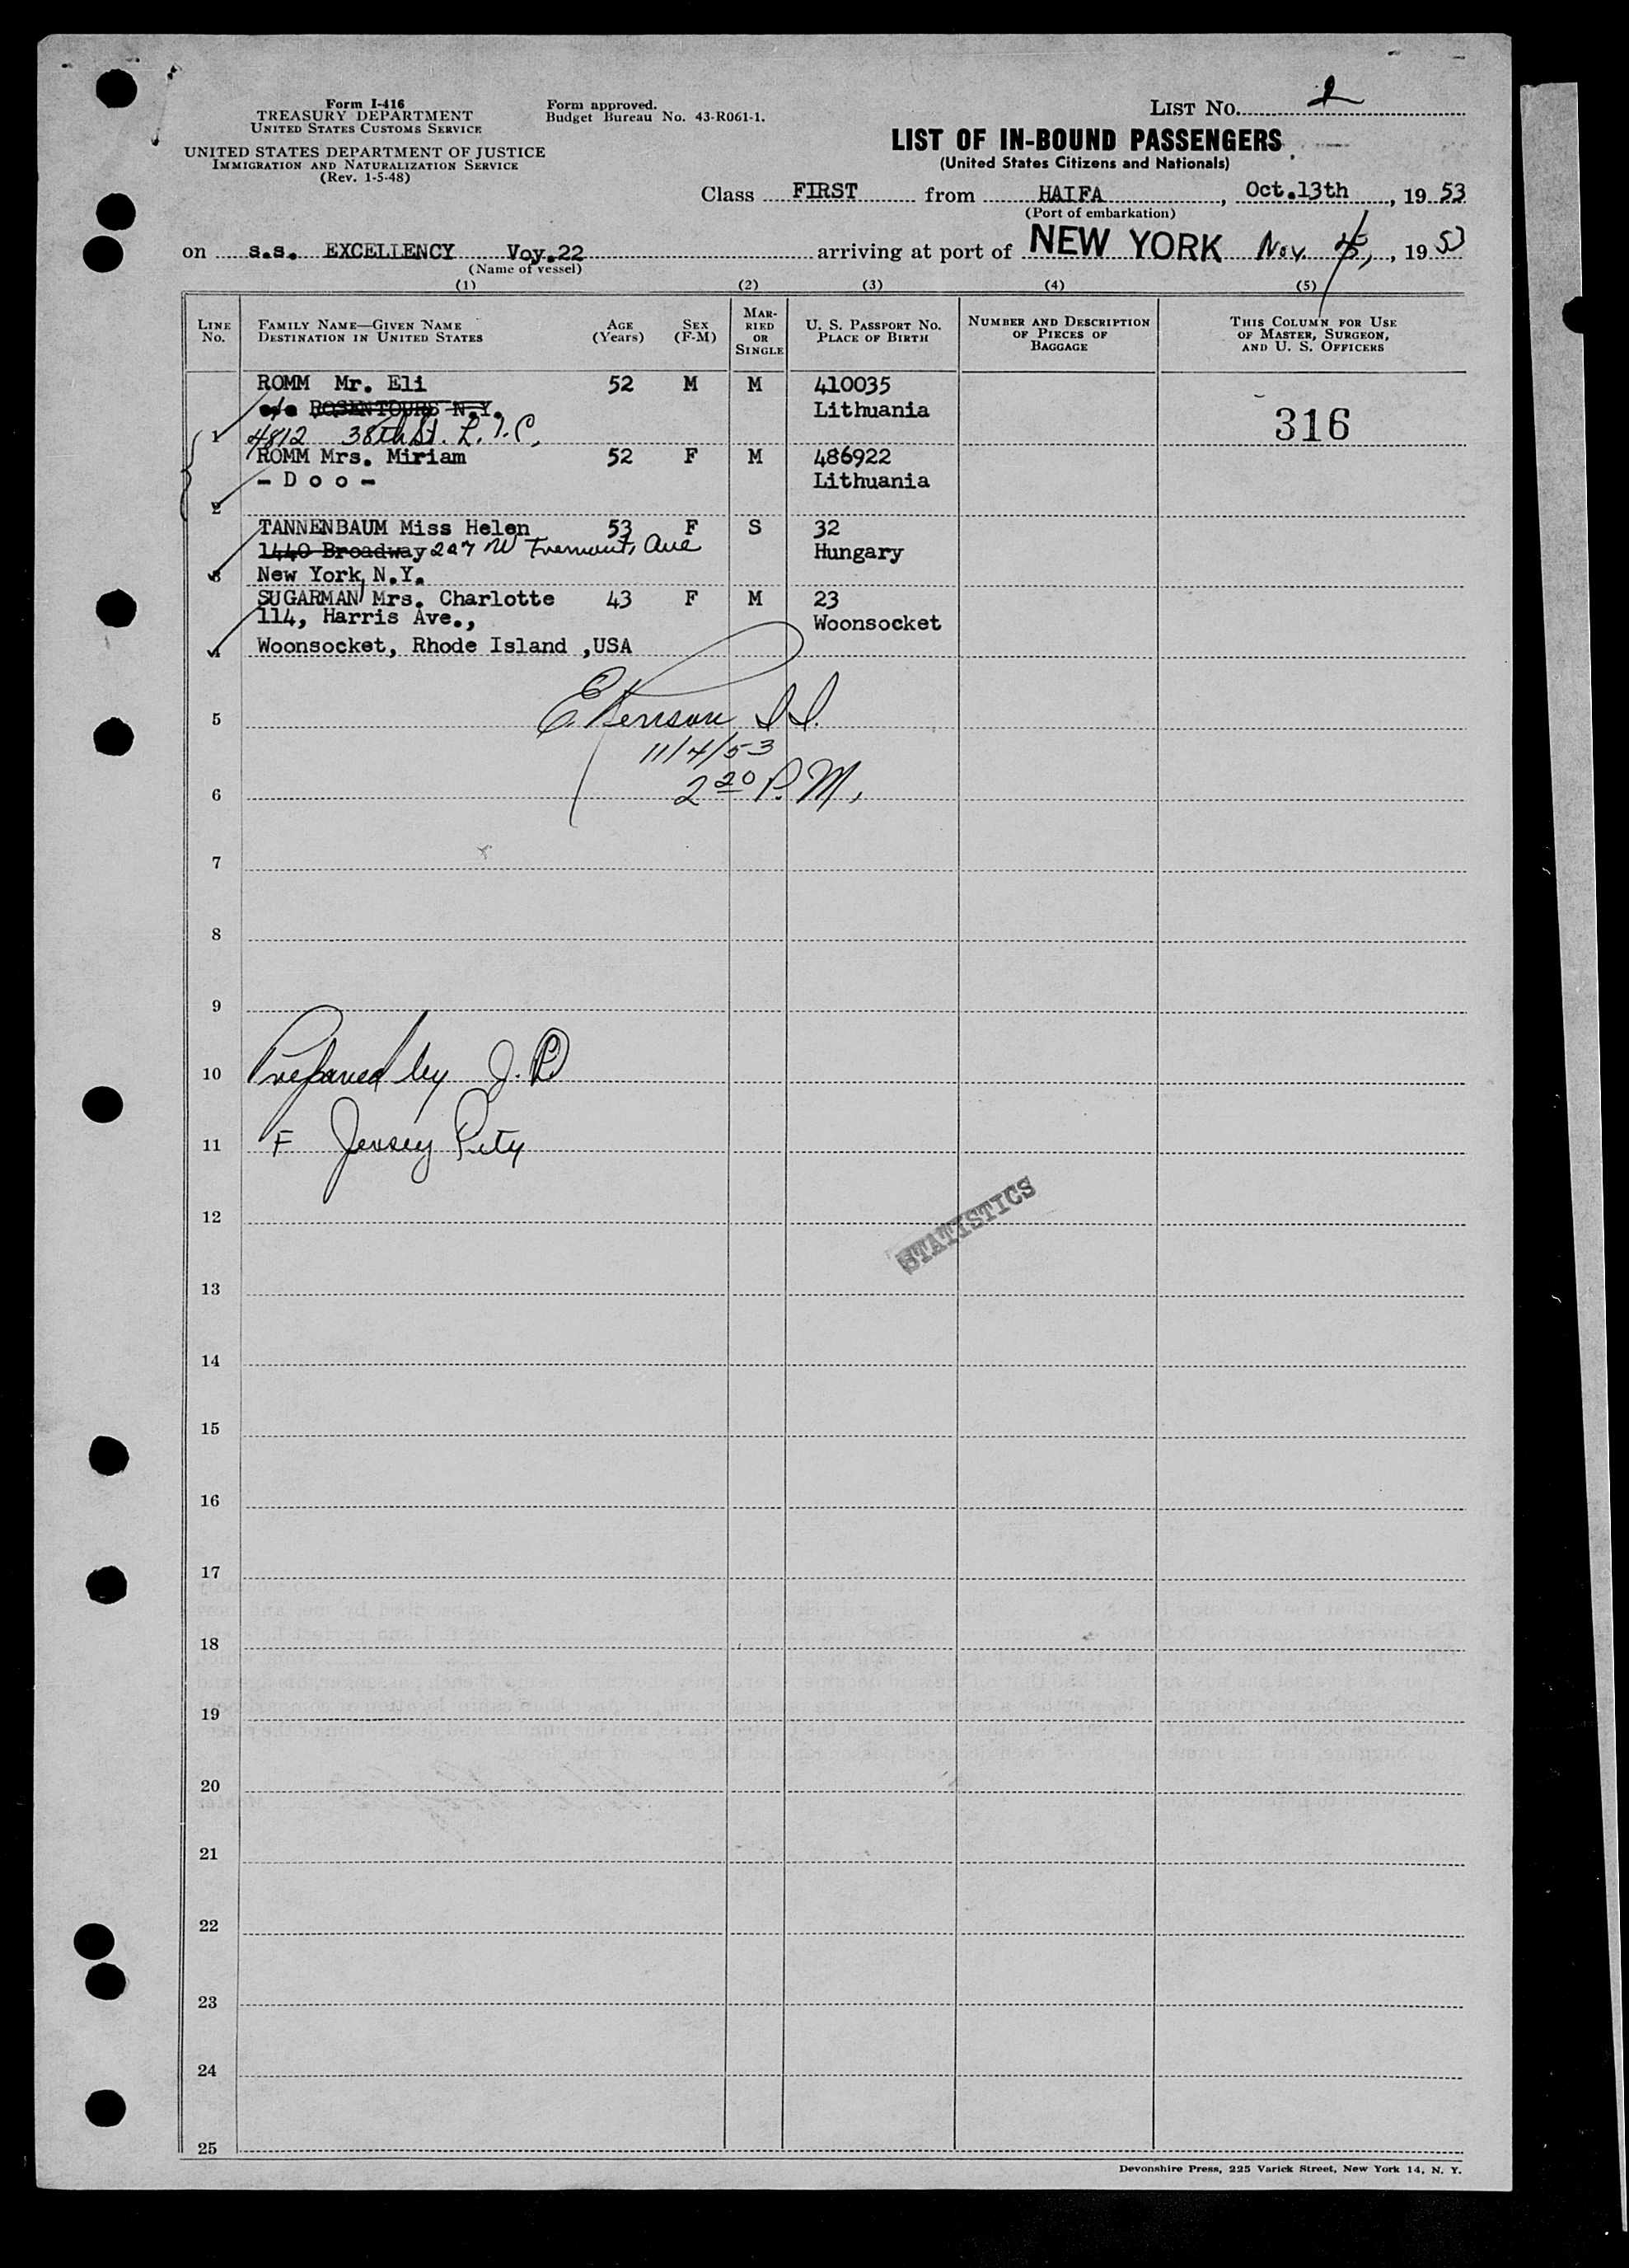 Form I-416
TREASURY DEPARTMENT
UNITED STATES CUSTOMS SERVICE
UNITED STATES DEPARTMENT OF JUSTICE
IMMIGRATION AND NATURALIZATION SERVICE
(Rev. 1-5-48)
Form approved.
Budget Bureau No. 43-R061-1.
LIST No. 2
LIST OF IN-BOUND PASSENGERS
(United States Citizens and Nationals)
Class FIRST from HAIFA, Oct.13th, 1953
(Port of embarkation)
on s.s. EXCELLENCY Voy.22 arriving at port of NEW YORK Nov. 1953
(Name of vessel)
(1) (2) (3) (4) (5)
LINE No. FAMILY NAME—GIVEN NAME DESTINATION IN UNITED STATES AGE (Years) SEX (F-M) MARRIED OR SINGLE U. S. PASSPORT NO. PLACE OF BIRTH NUMBER AND DESCRIPTION OF PIECES OF BAGGAGE THIS COLUMN FOR USE OF MASTER, SURGEON, AND U. S. OFFICERS
ROMM Mr. Eli 52 M M 410035
c/o ROSENTOURS N.Y. Lithuania 316
1 4812 38th St. L.I.C.
ROMM Mrs. Miriam 52 F M 486922
- D o o - Lithuania
2
TANNENBAUM Miss Helen 53 F S 32
1440 Broadway 227 W Tremont, Ave Hungary
3 New York, N.Y.
SUGARMAN Mrs. Charlotte 43 F M 23
114, Harris Ave., Woonsocket
4 Woonsocket, Rhode Island ,USA
5
11/4/53
6 2 20 P.M.
7
8
9
10 Prepared by J.P.
11 F Jersey City
12
STATISTICS
13
14
15
16
17
18
19
20
21
22
23
24
25
Devonshire Press, 225 Varick Street, New York 14, N. Y.